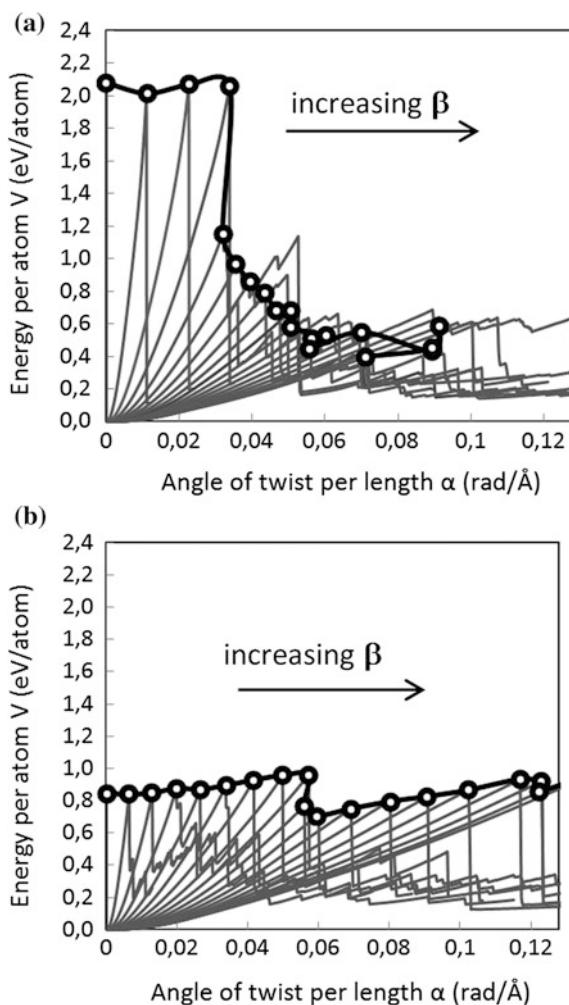 (a)
2,4
2,2
2,0
1,8
1,6
1,4
1,2
1,0
0,8
0,6
0,4
0,2
0,0
Energy per atom V (eV/atom)
increasing β
0 0,02 0,04 0,06 0,08 0,1 0,12
Angle of twist per length α (rad/Å)
(b)
2,4
2,2
2,0
1,8
1,6
1,4
1,2
1,0
0,8
0,6
0,4
0,2
0,0
Energy per atom V (eV/atom)
increasing β
0 0,02 0,04 0,06 0,08 0,1 0,12
Angle of twist per length α (rad/Å)